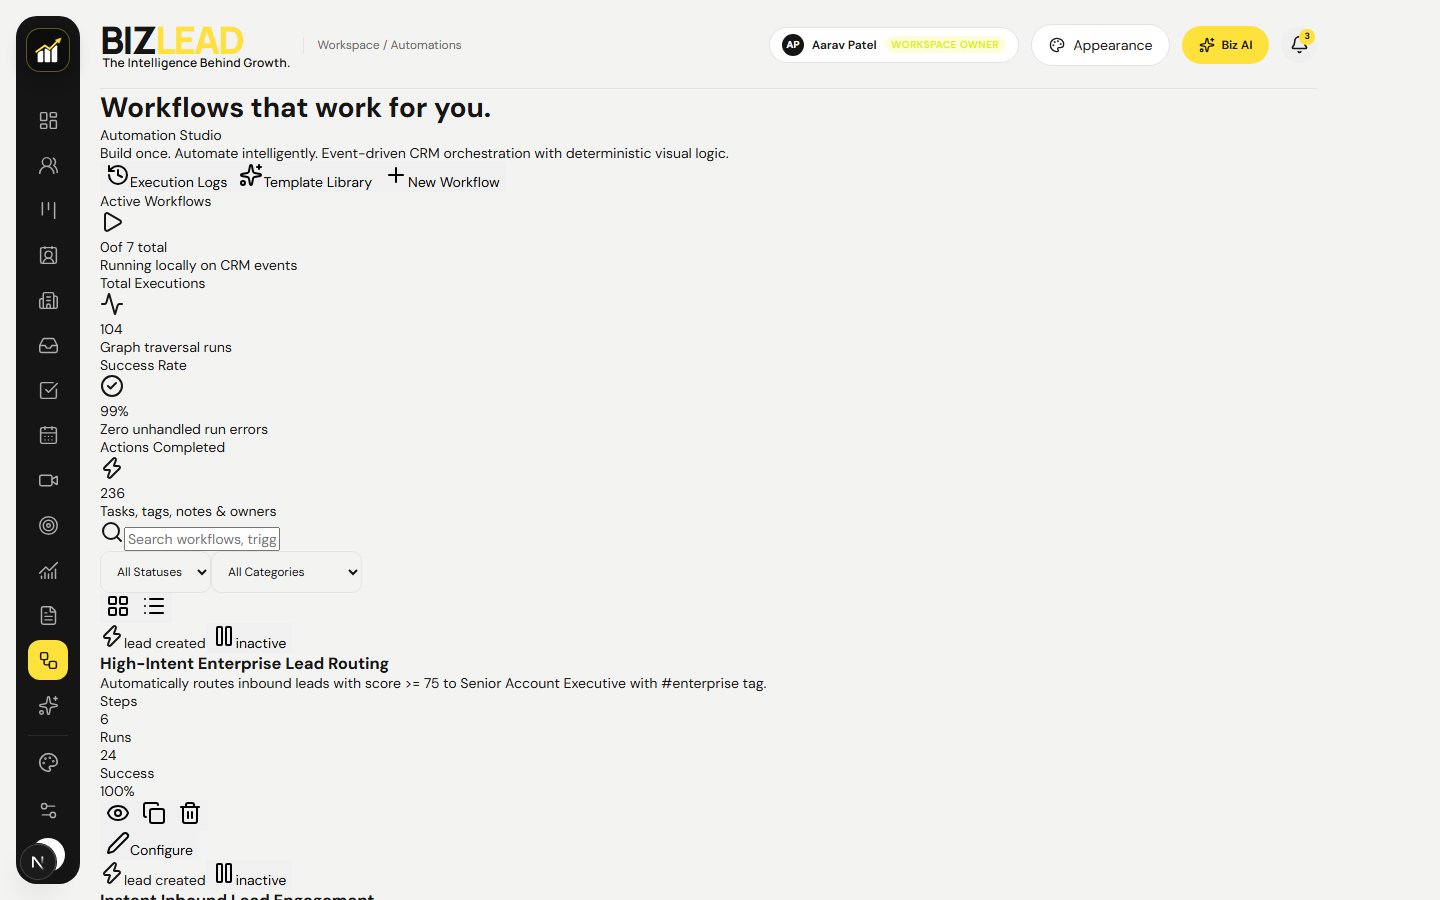 BIZLEAD
The Intelligence Behind Growth.
Workspace / Automations
AP Aarav Patel WORKSPACE OWNER
Appearance
Biz AI
3
Workflows that work for you.
Automation Studio
Build once. Automate intelligently. Event-driven CRM orchestration with deterministic visual logic.
Execution Logs Template Library New Workflow
Active Workflows
0of 7 total
Running locally on CRM events
Total Executions
104
Graph traversal runs
Success Rate
99%
Zero unhandled run errors
Actions Completed
236
Tasks, tags, notes & owners
Search workflows, trigg
All Statuses All Categories
lead created inactive
High-Intent Enterprise Lead Routing
Automatically routes inbound leads with score >= 75 to Senior Account Executive with #enterprise tag.
Steps
6
Runs
24
Success
100%
Configure
lead created inactive
Instant Inbound Lead Engagement
N